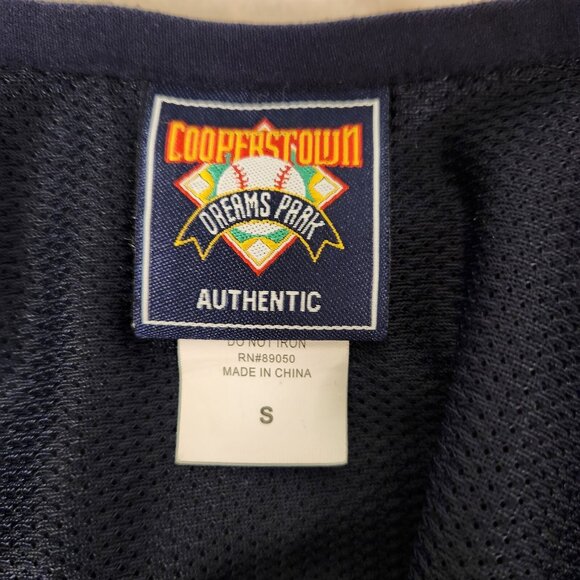 COOPERSTOWN
DREAMS PARK
AUTHENTIC
DO NOT IRON
RN#89050
MADE IN CHINA
S